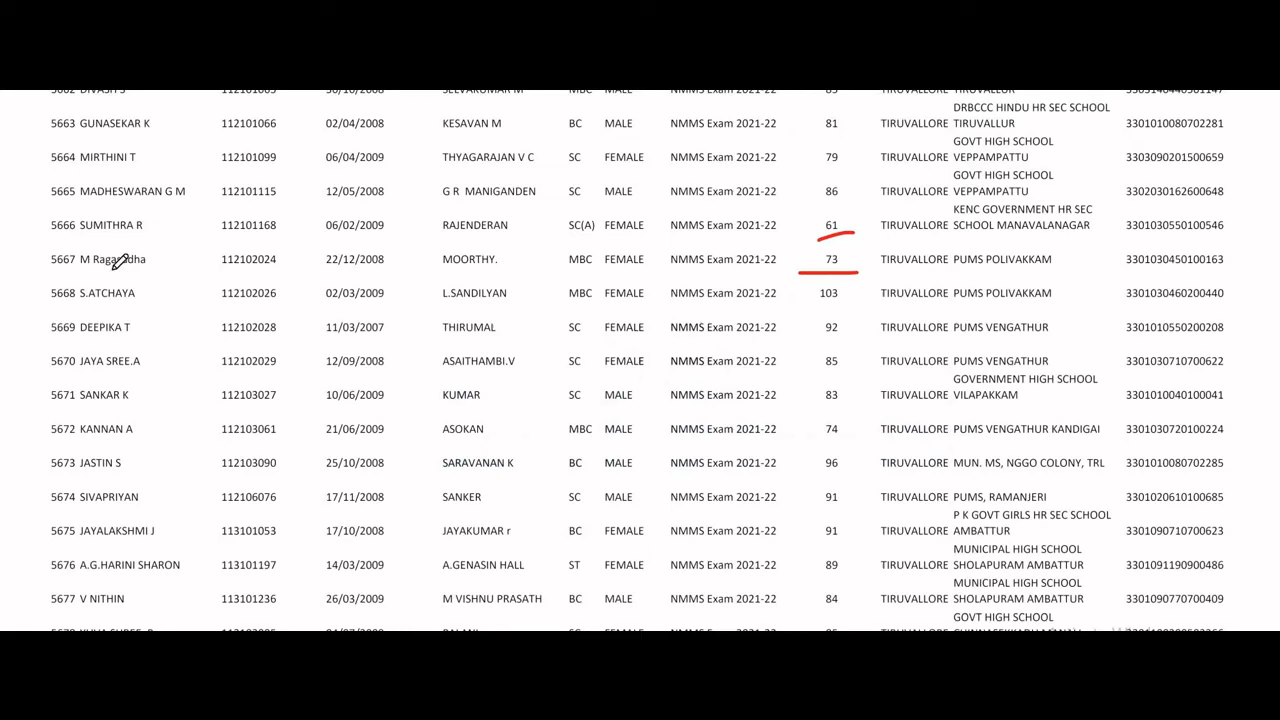 DRBCCC HINDU HR SEC SCHOOL
5663 GUNASEKAR K 112101066 02/04/2008 KESAVAN M BC MALE NMMS Exam 2021-22 81 TIRUVALLORE TIRUVALLUR 3301010080702281
GOVT HIGH SCHOOL
5664 MIRTHINI T 112101099 06/04/2009 THYAGARAJAN V C SC FEMALE NMMS Exam 2021-22 79 TIRUVALLORE VEPPAMPATTU 3303090201500659
GOVT HIGH SCHOOL
5665 MADHESWARAN G M 112101115 12/05/2008 G R MANIGANDEN SC MALE NMMS Exam 2021-22 86 TIRUVALLORE VEPPAMPATTU 3302030162600648
KENC GOVERNMENT HR SEC
5666 SUMITHRA R 112101168 06/02/2009 RAJENDERAN SC(A) FEMALE NMMS Exam 2021-22 61 TIRUVALLORE SCHOOL MANAVALANAGAR 3301030550100546
5667 M 112102024 22/12/2008 MOORTHY. MBC FEMALE NMMS Exam 2021-22 73 TIRUVALLORE PUMS POLIVAKKAM 3301030450100163
5668 S.ATCHAYA 112102026 02/03/2009 L.SANDILYAN MBC FEMALE NMMS Exam 2021-22 103 TIRUVALLORE PUMS POLIVAKKAM 3301030460200440
5669 DEEPIKA T 112102028 11/03/2007 THIRUMAL SC FEMALE NMMS Exam 2021-22 92 TIRUVALLORE PUMS VENGATHUR 3301010550200208
5670 JAYA SREE.A 112102029 12/09/2008 ASAITHAMBI.V SC FEMALE NMMS Exam 2021-22 85 TIRUVALLORE PUMS VENGATHUR 3301030710700622
GOVERNMENT HIGH SCHOOL
5671 SANKAR K 112103027 10/06/2009 KUMAR SC MALE NMMS Exam 2021-22 83 TIRUVALLORE VILAPAKKAM 3301010040100041
5672 KANNAN A 112103061 21/06/2009 ASOKAN MBC MALE NMMS Exam 2021-22 74 TIRUVALLORE PUMS VENGATHUR KANDIGAI 3301030720100224
5673 JASTIN S 112103090 25/10/2008 SARAVANAN K BC MALE NMMS Exam 2021-22 96 TIRUVALLORE MUN. MS, NGGO COLONY, TRL 3301010080702285
5674 SIVAPRIYAN 112106076 17/11/2008 SANKER SC MALE NMMS Exam 2021-22 91 TIRUVALLORE PUMS, RAMANJERI 3301020610100685
P K GOVT GIRLS HR SEC SCHOOL
5675 JAYALAKSHMI J 113101053 17/10/2008 JAYAKUMAR r BC FEMALE NMMS Exam 2021-22 91 TIRUVALLORE AMBATTUR 3301090710700623
MUNICIPAL HIGH SCHOOL
5676 A.G.HARINI SHARON 113101197 14/03/2009 A.GENASIN HALL ST FEMALE NMMS Exam 2021-22 89 TIRUVALLORE SHOLAPURAM AMBATTUR 3301091190900486
MUNICIPAL HIGH SCHOOL
5677 V NITHIN 113101236 26/03/2009 M VISHNU PRASATH BC MALE NMMS Exam 2021-22 84 TIRUVALLORE SHOLAPURAM AMBATTUR 3301090770700409
GOVT HIGH SCHOOL